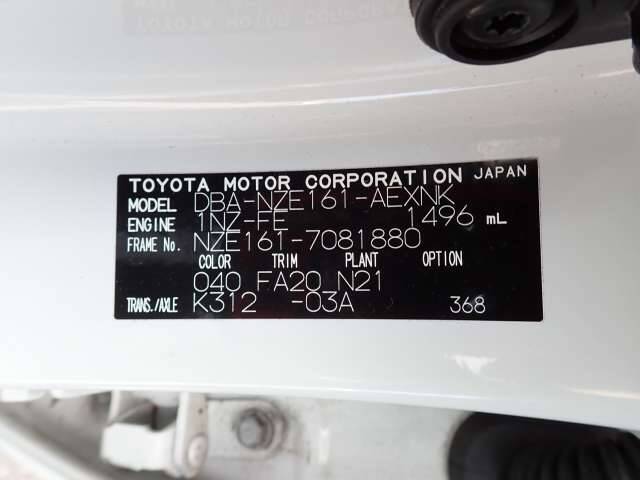 TOYOTA MOTOR CORPORATION JAPAN
MODEL DBA-NZE161-AEXNK
ENGINE 1NZ-FE 1496 mL
FRAME No. NZE161-7081880
COLOR TRIM PLANT OPTION
040 FA20 N21
TRANS./AXLE K312 -03A 368